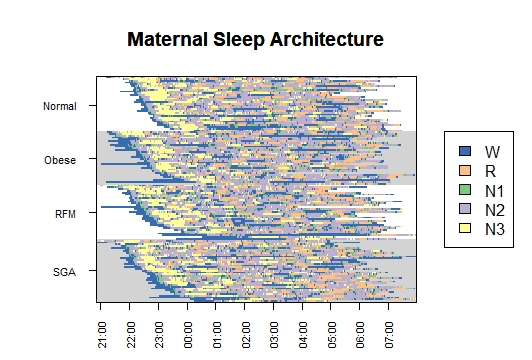 Maternal Sleep Architecture
Normal
Obese
RFM
SGA
W
R
N1
N2
N3
21:00
22:00
23:00
00:00
01:00
02:00
03:00
04:00
05:00
06:00
07:00